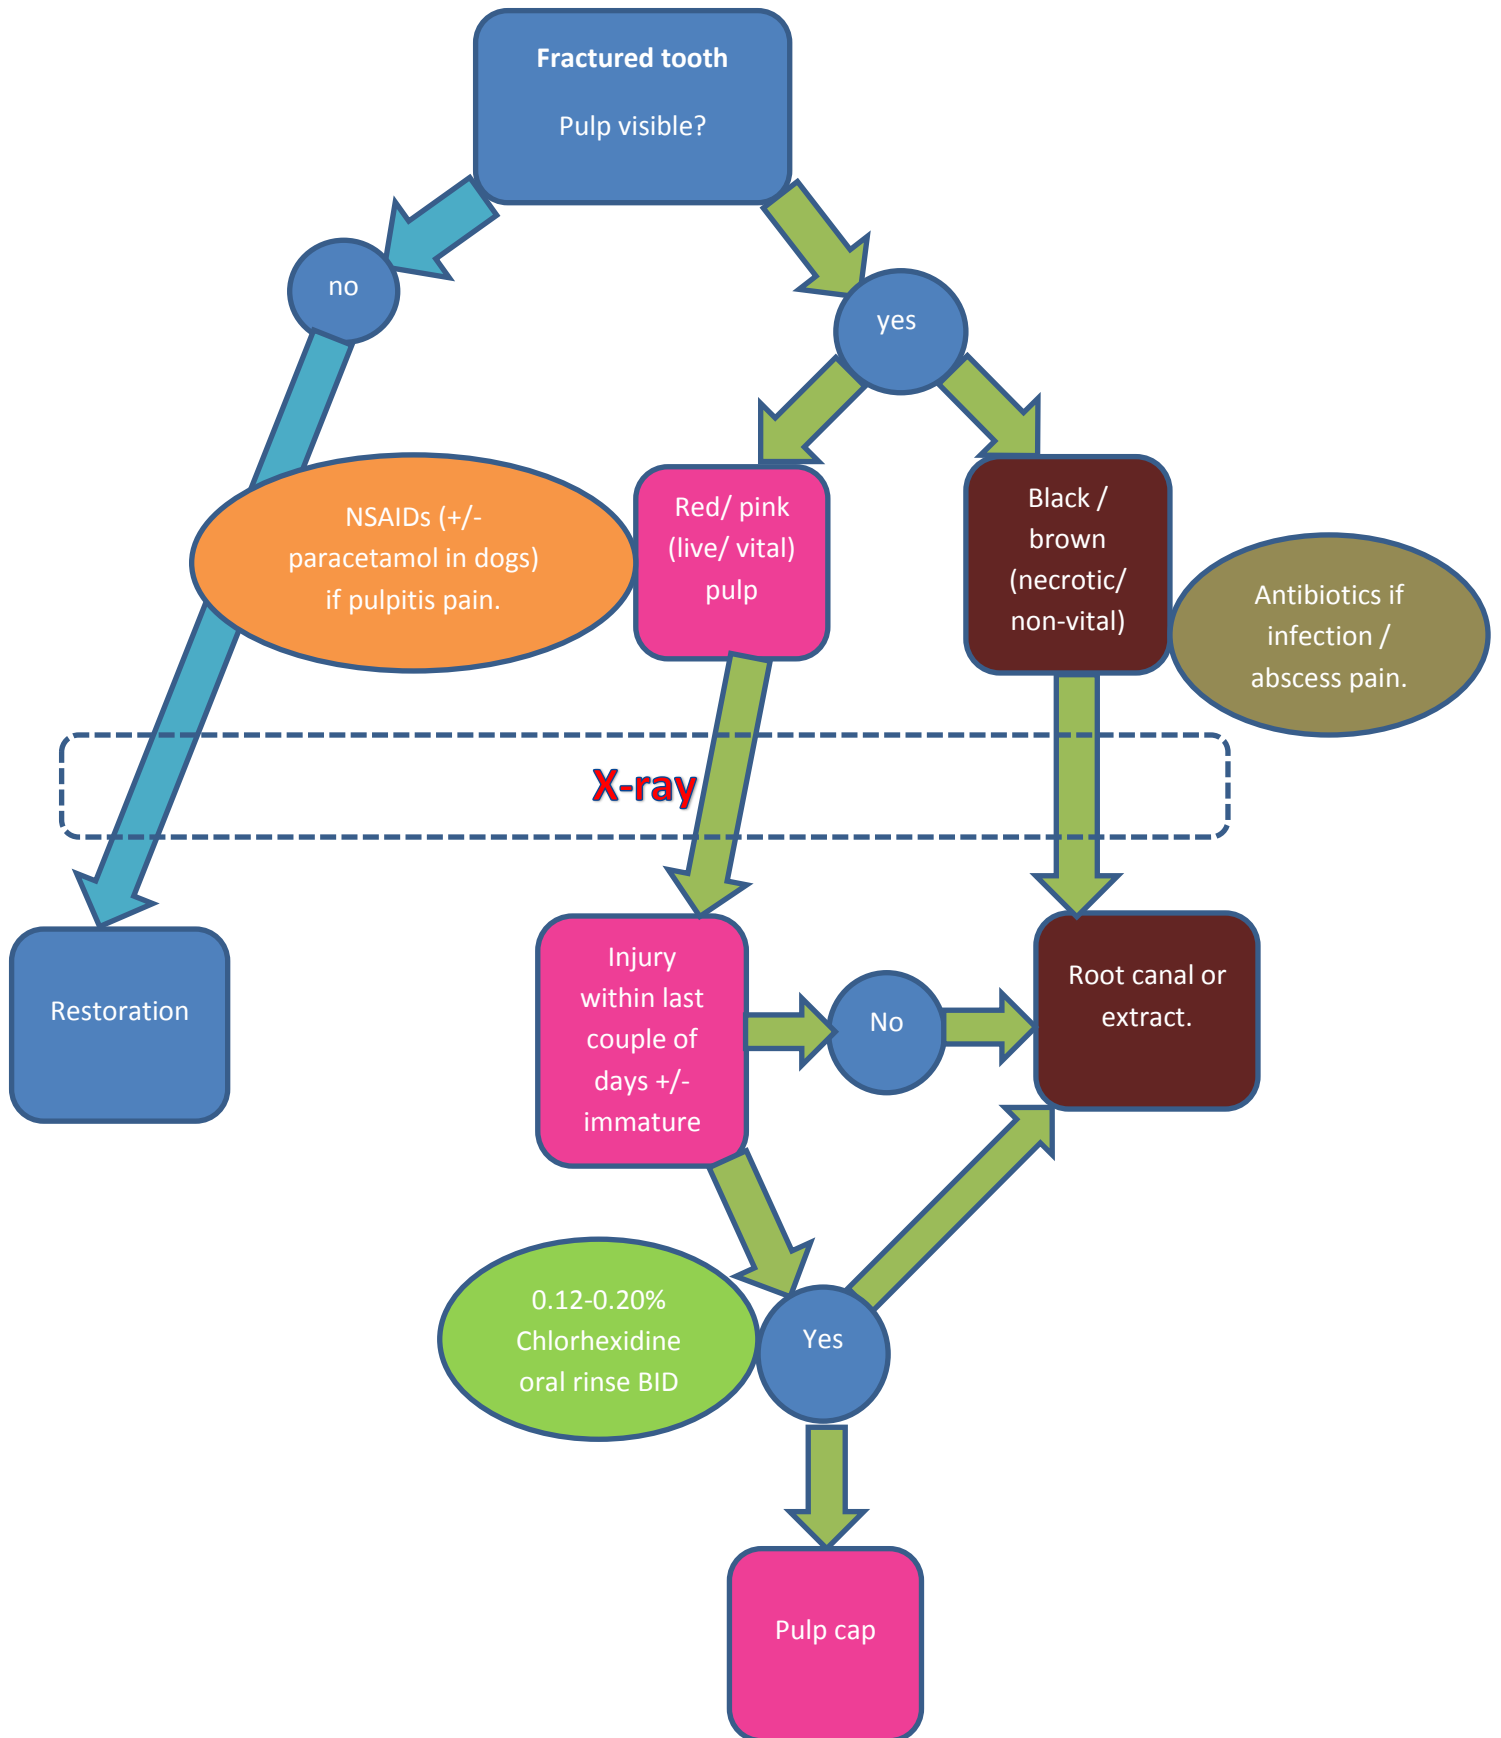 Fractured tooth
Pulp visible?
no
yes
NSAIDs (+/-
paracetamol in dogs)
if pulpitis pain.
Red/ pink
(live/ vital)
pulp
Black /
brown
(necrotic/
non-vital)
Antibiotics if
infection /
abscess pain.
X-ray
Restoration
Injury
within last
couple of
days +/-
immature
No
Root canal or
extract.
0.12-0.20%
Chlorhexidine
oral rinse BID
Yes
Pulp cap